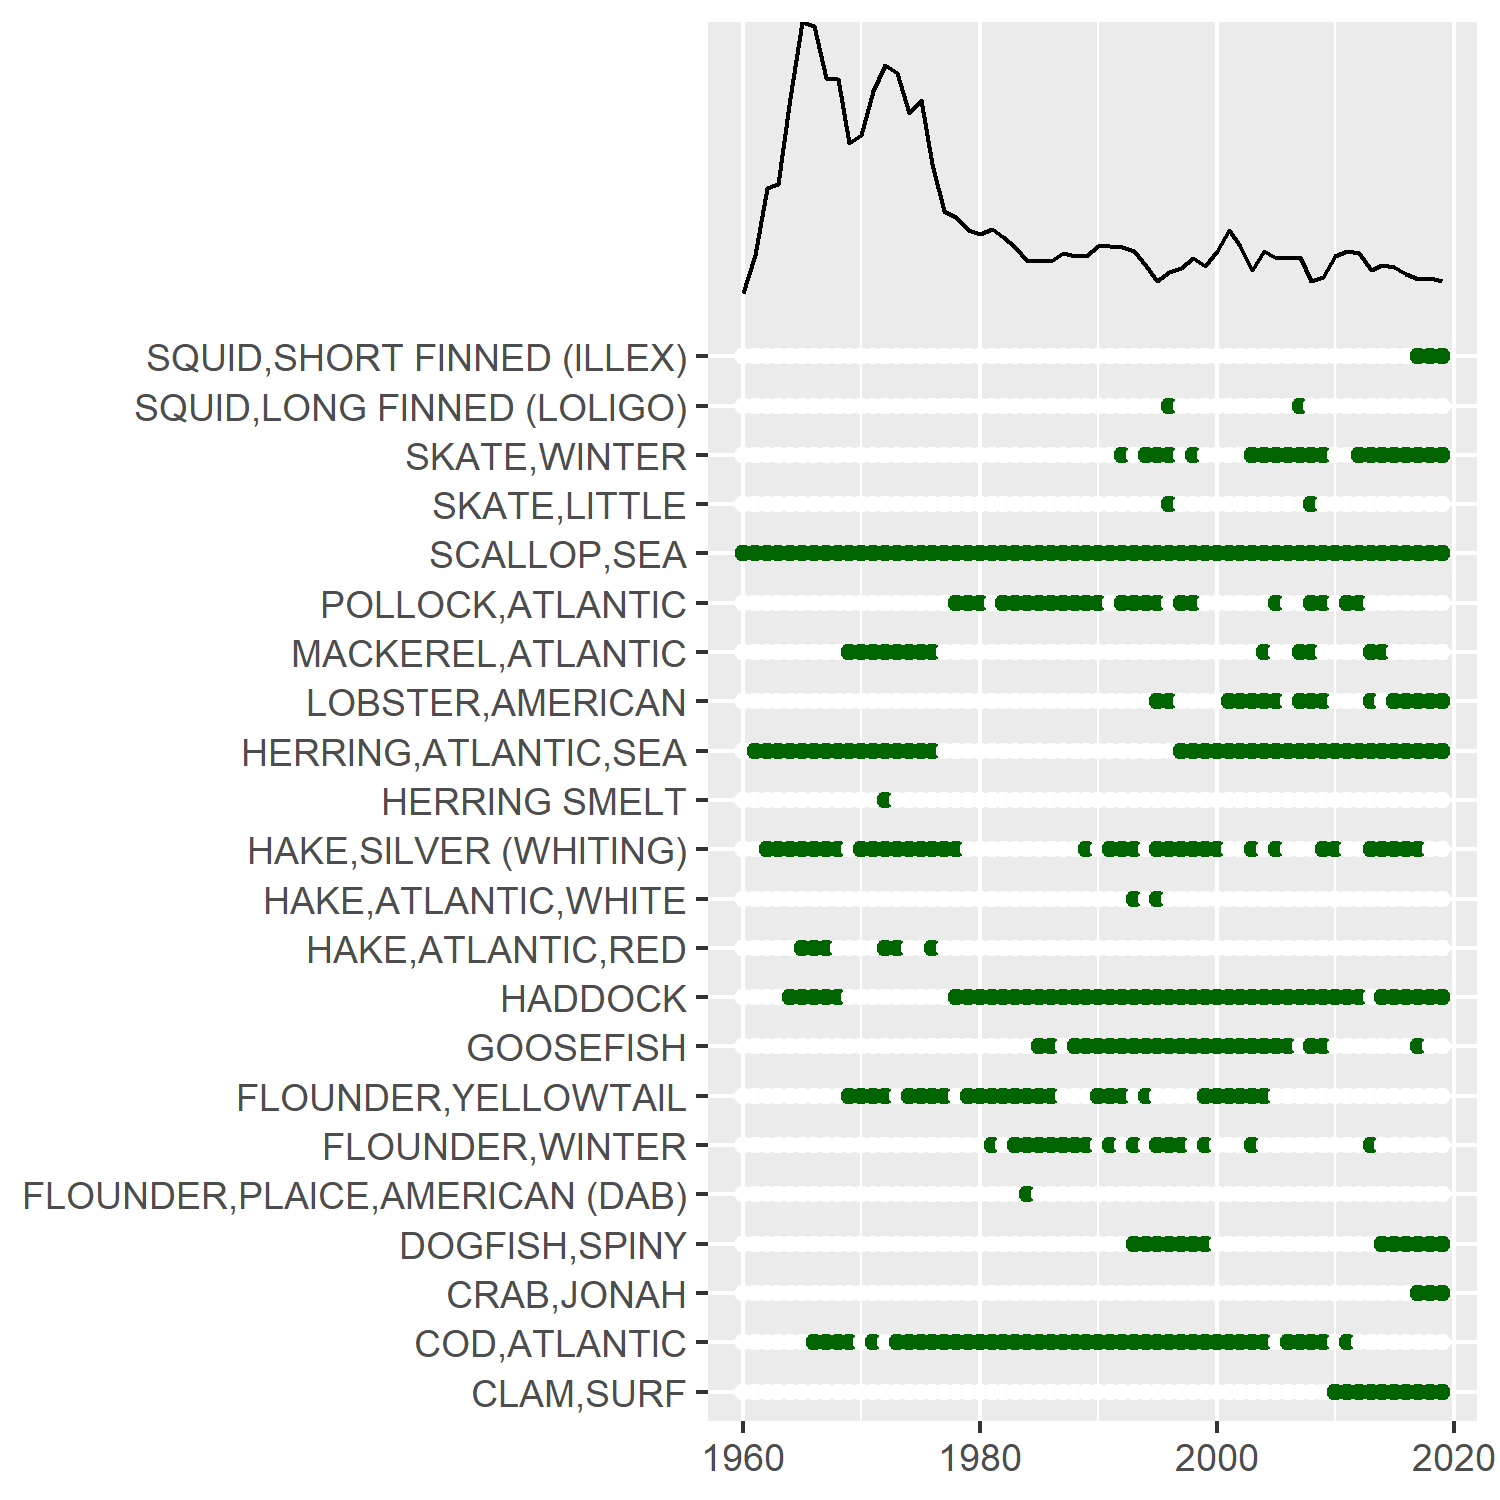 SQUID,SHORT FINNED (ILLEX)
SQUID,LONG FINNED (LOLIGO)
SKATE,WINTER
SKATE,LITTLE
SCALLOP,SEA
POLLOCK,ATLANTIC
MACKEREL,ATLANTIC
LOBSTER,AMERICAN
HERRING,ATLANTIC,SEA
HERRING SMELT
HAKE,SILVER (WHITING)
HAKE,ATLANTIC,WHITE
HAKE,ATLANTIC,RED
HADDOCK
GOOSEFISH
FLOUNDER,YELLOWTAIL
FLOUNDER,WINTER
FLOUNDER,PLAICE,AMERICAN (DAB)
DOGFISH,SPINY
CRAB,JONAH
COD,ATLANTIC
CLAM,SURF
1960 1980 2000 2020